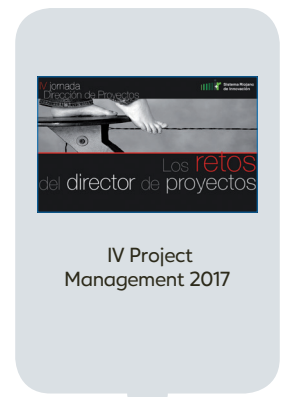 IV jornada
Dirección de Proyectos
Sistema Riojano
de Innovación
Los retos
del director de proyectos
IV Project
Management 2017